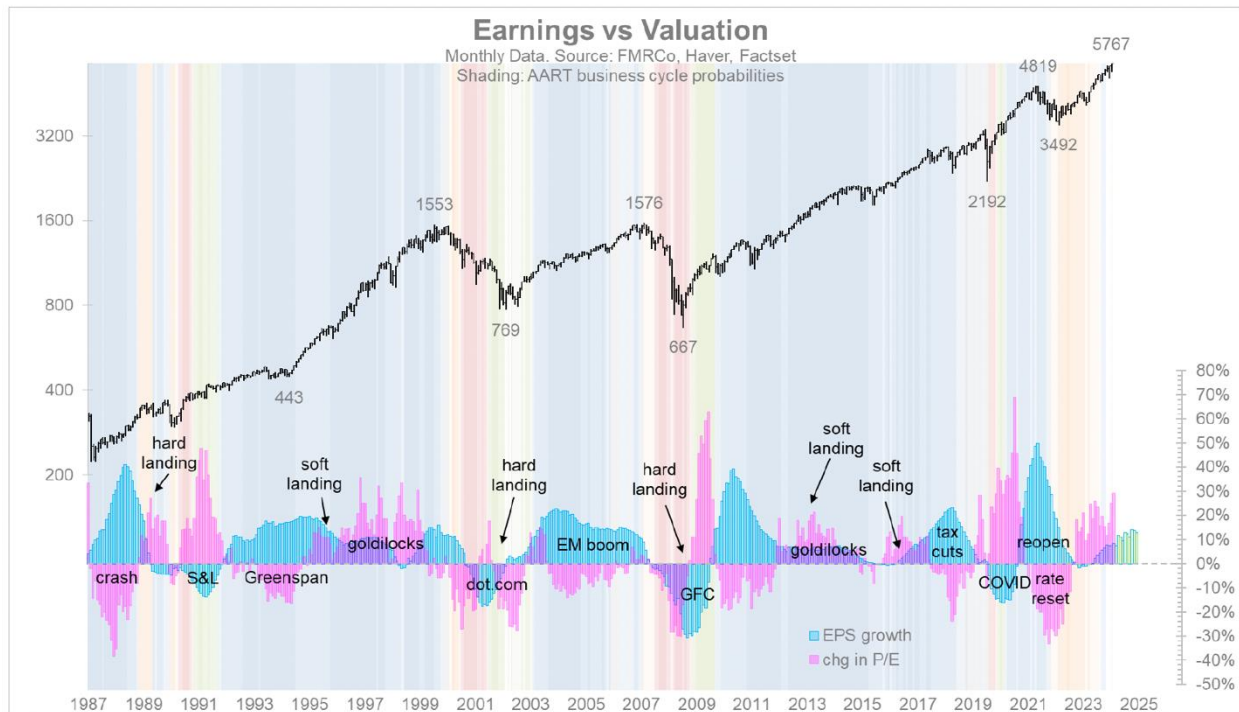 Earnings vs Valuation
Monthly Data. Source: FMRCo, Haver, Factset
Shading: AART business cycle probabilities
5767
4819
3492
2192
1576
1553
769
667
443
3200
1600
800
400
200
80%
70%
60%
50%
40%
30%
20%
10%
0%
-10%
-20%
-30%
-40%
-50%
hard
landing
soft
landing
hard
landing
hard
landing
soft
landing
soft
landing
goldilocks
EM boom
goldilocks
tax
cuts
reopen
crash
S&L
Greenspan
dot.com
GFC
COVID
rate
reset
EPS growth
chg in P/E
1987 1989 1991 1993 1995 1997 1999 2001 2003 2005 2007 2009 2011 2013 2015 2017 2019 2021 2023 2025